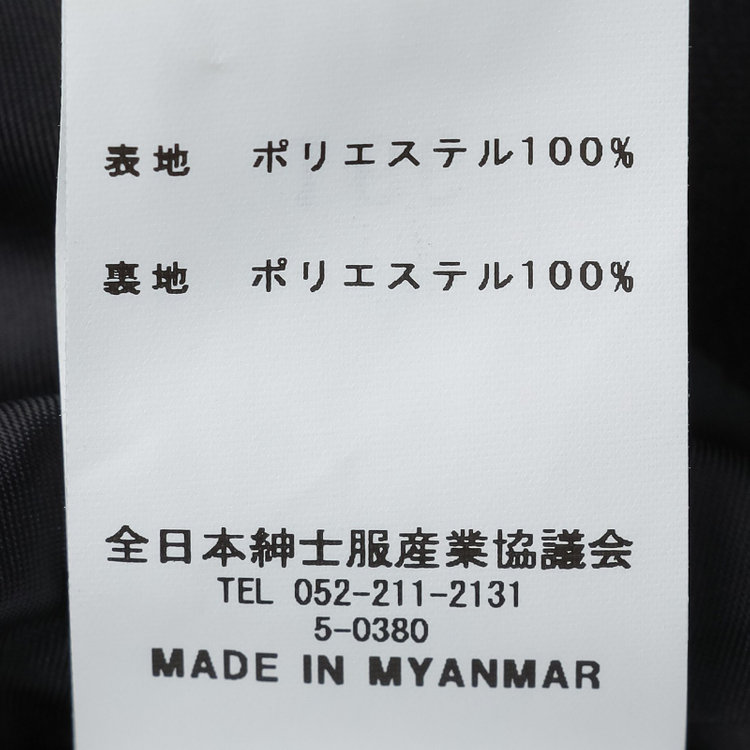 表地　ポリエステル100%
裏地　ポリエステル100%
全日本紳士服産業協議会
TEL 052-211-2131
5-0380
MADE IN MYANMAR